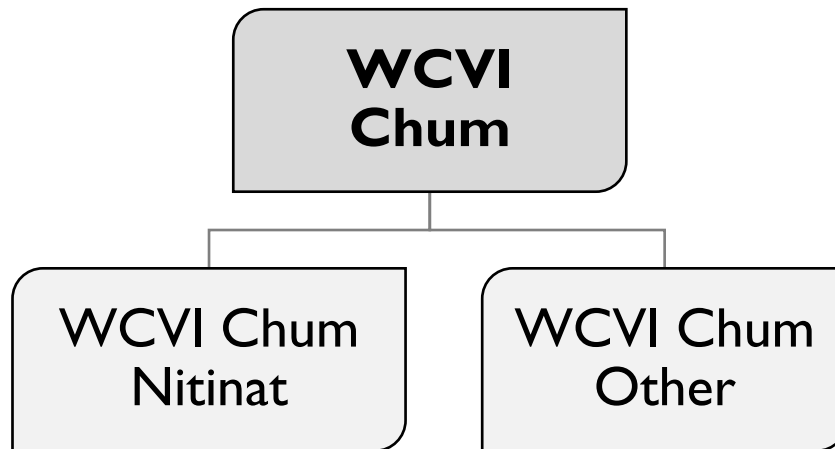 WCVI
Chum
WCVI Chum
Nitinat
WCVI Chum
Other